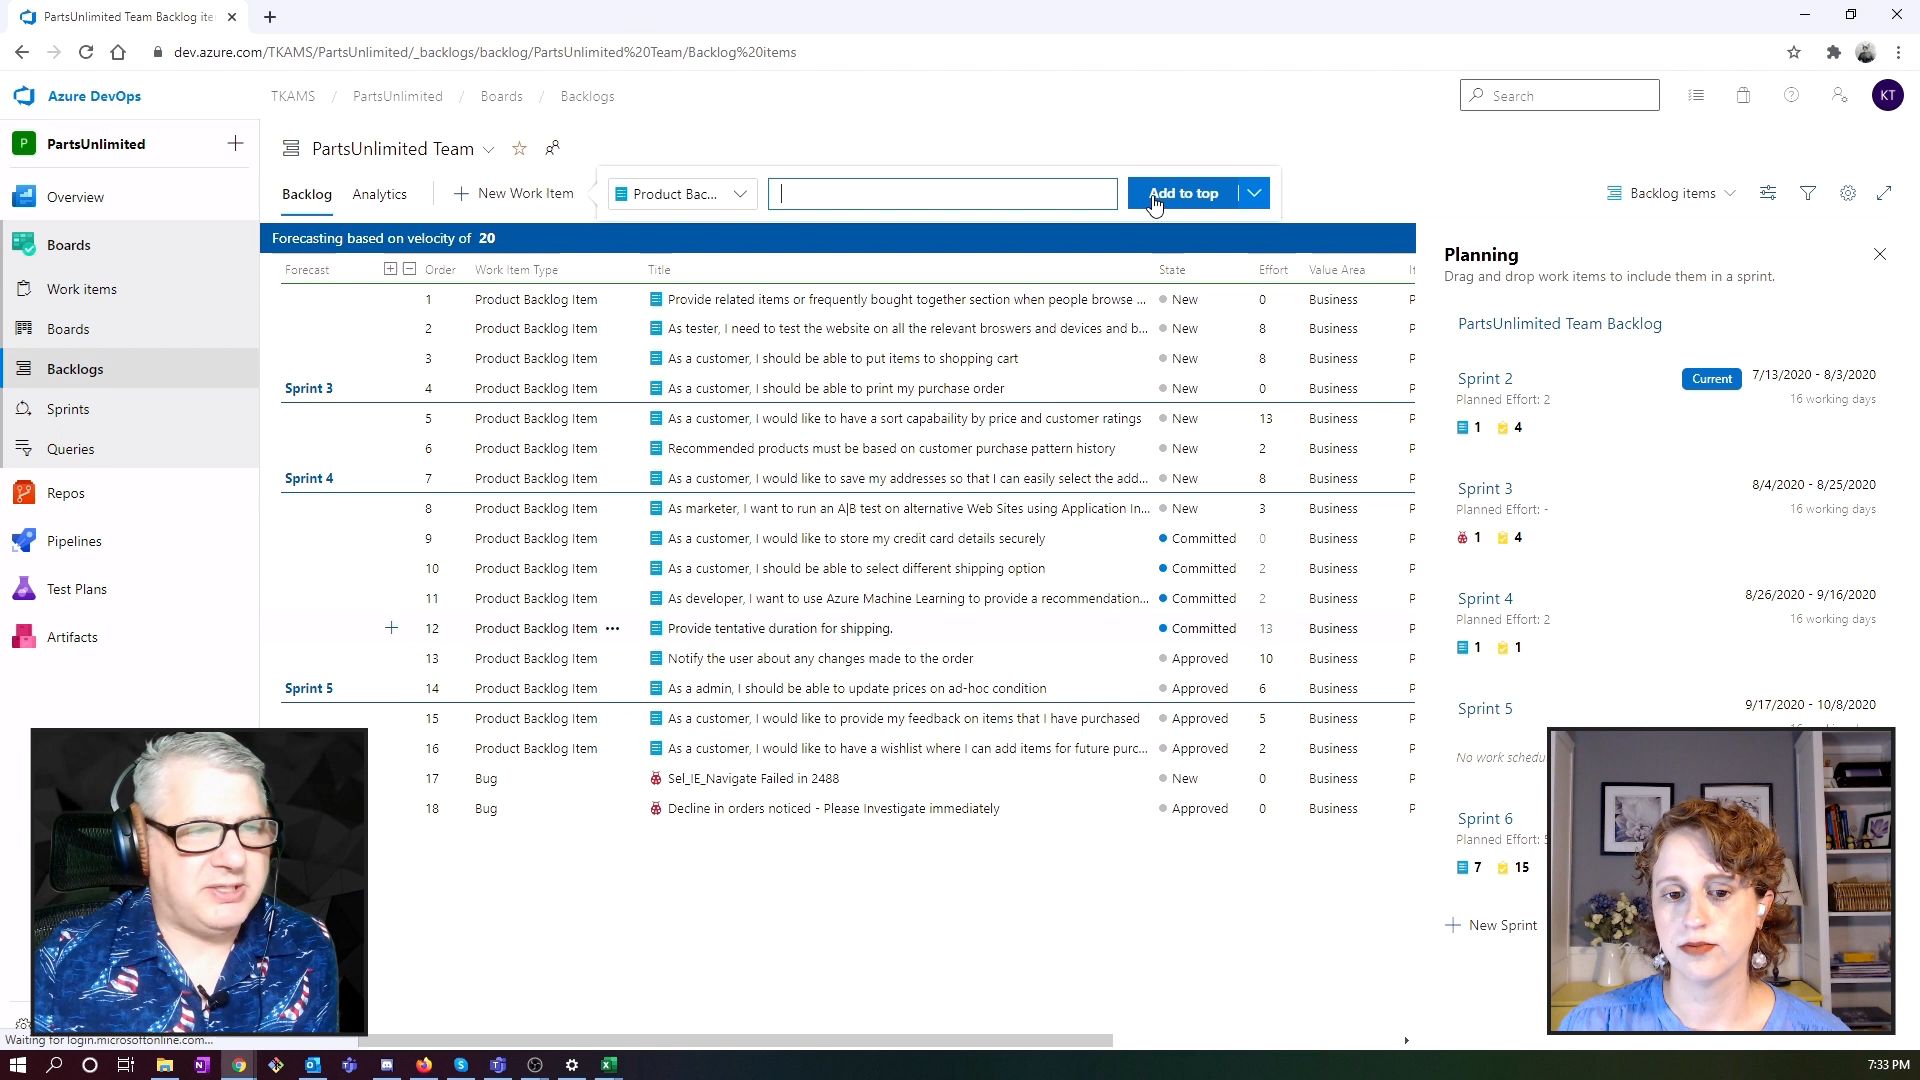 PartsUnlimited Team Backlog ite
dev.azure.com/TKAMS/PartsUnlimited/_backlogs/backlog/PartsUnlimited%20Team/Backlog%20items
Azure DevOps
TKAMS / PartsUnlimited / Boards / Backlogs
Search
KT
P PartsUnlimited
PartsUnlimited Team
Overview
Boards
Work items
Boards
Backlogs
Sprints
Queries
Repos
Pipelines
Test Plans
Artifacts
Backlog Analytics New Work Item Product Bac... Add to top Backlog items
Forecasting based on velocity of 20
Forecast Order Work Item Type Title State Effort Value Area It
1 Product Backlog Item Provide related items or frequently bought together section when people browse ... New 0 Business P
2 Product Backlog Item As tester, I need to test the website on all the relevant broswers and devices and b... New 8 Business P
3 Product Backlog Item As a customer, I should be able to put items to shopping cart New 8 Business P
Sprint 3 4 Product Backlog Item As a customer, I should be able to print my purchase order New 0 Business P
5 Product Backlog Item As a customer, I would like to have a sort capabaility by price and customer ratings New 13 Business P
6 Product Backlog Item Recommended products must be based on customer purchase pattern history New 2 Business P
Sprint 4 7 Product Backlog Item As a customer, I would like to save my addresses so that I can easily select the add... New 8 Business P
8 Product Backlog Item As marketer, I want to run an A|B test on alternative Web Sites using Application In... New 3 Business P
9 Product Backlog Item As a customer, I would like to store my credit card details securely Committed 0 Business P
10 Product Backlog Item As a customer, I should be able to select different shipping option Committed 2 Business P
11 Product Backlog Item As developer, I want to use Azure Machine Learning to provide a recommendation... Committed 2 Business P
12 Product Backlog Item ... Provide tentative duration for shipping. Committed 13 Business P
13 Product Backlog Item Notify the user about any changes made to the order Approved 10 Business P
Sprint 5 14 Product Backlog Item As a admin, I should be able to update prices on ad-hoc condition Approved 6 Business P
15 Product Backlog Item As a customer, I would like to provide my feedback on items that I have purchased Approved 5 Business P
16 Product Backlog Item As a customer, I would like to have a wishlist where I can add items for future purc... Approved 2 Business P
17 Bug Sel_IE_Navigate Failed in 2488 New 0 Business P
18 Bug Decline in orders noticed - Please Investigate immediately Approved 0 Business P
Planning
Drag and drop work items to include them in a sprint.
PartsUnlimited Team Backlog
Sprint 2 Current 7/13/2020 - 8/3/2020
Planned Effort: 2 16 working days
1 4
Sprint 3 8/4/2020 - 8/25/2020
Planned Effort: - 16 working days
1 4
Sprint 4 8/26/2020 - 9/16/2020
Planned Effort: 2 16 working days
1 1
Sprint 5 9/17/2020 - 10/8/2020
No work schedu
Sprint 6
Planned Effort: 5
7 15
New Sprint
Waiting for login.microsoftonline.com...
7:33 PM